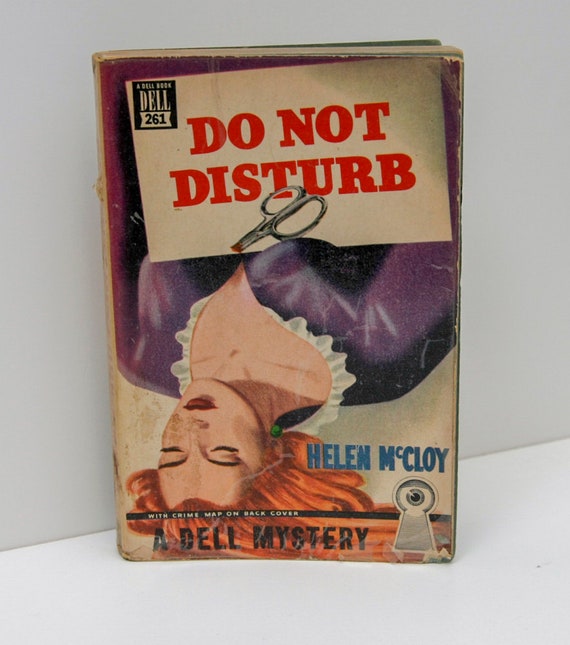 A DELL BOOK
DELL
261
DO NOT
DISTURB
HELEN McCLOY
WITH CRIME MAP ON BACK COVER
A DELL MYSTERY